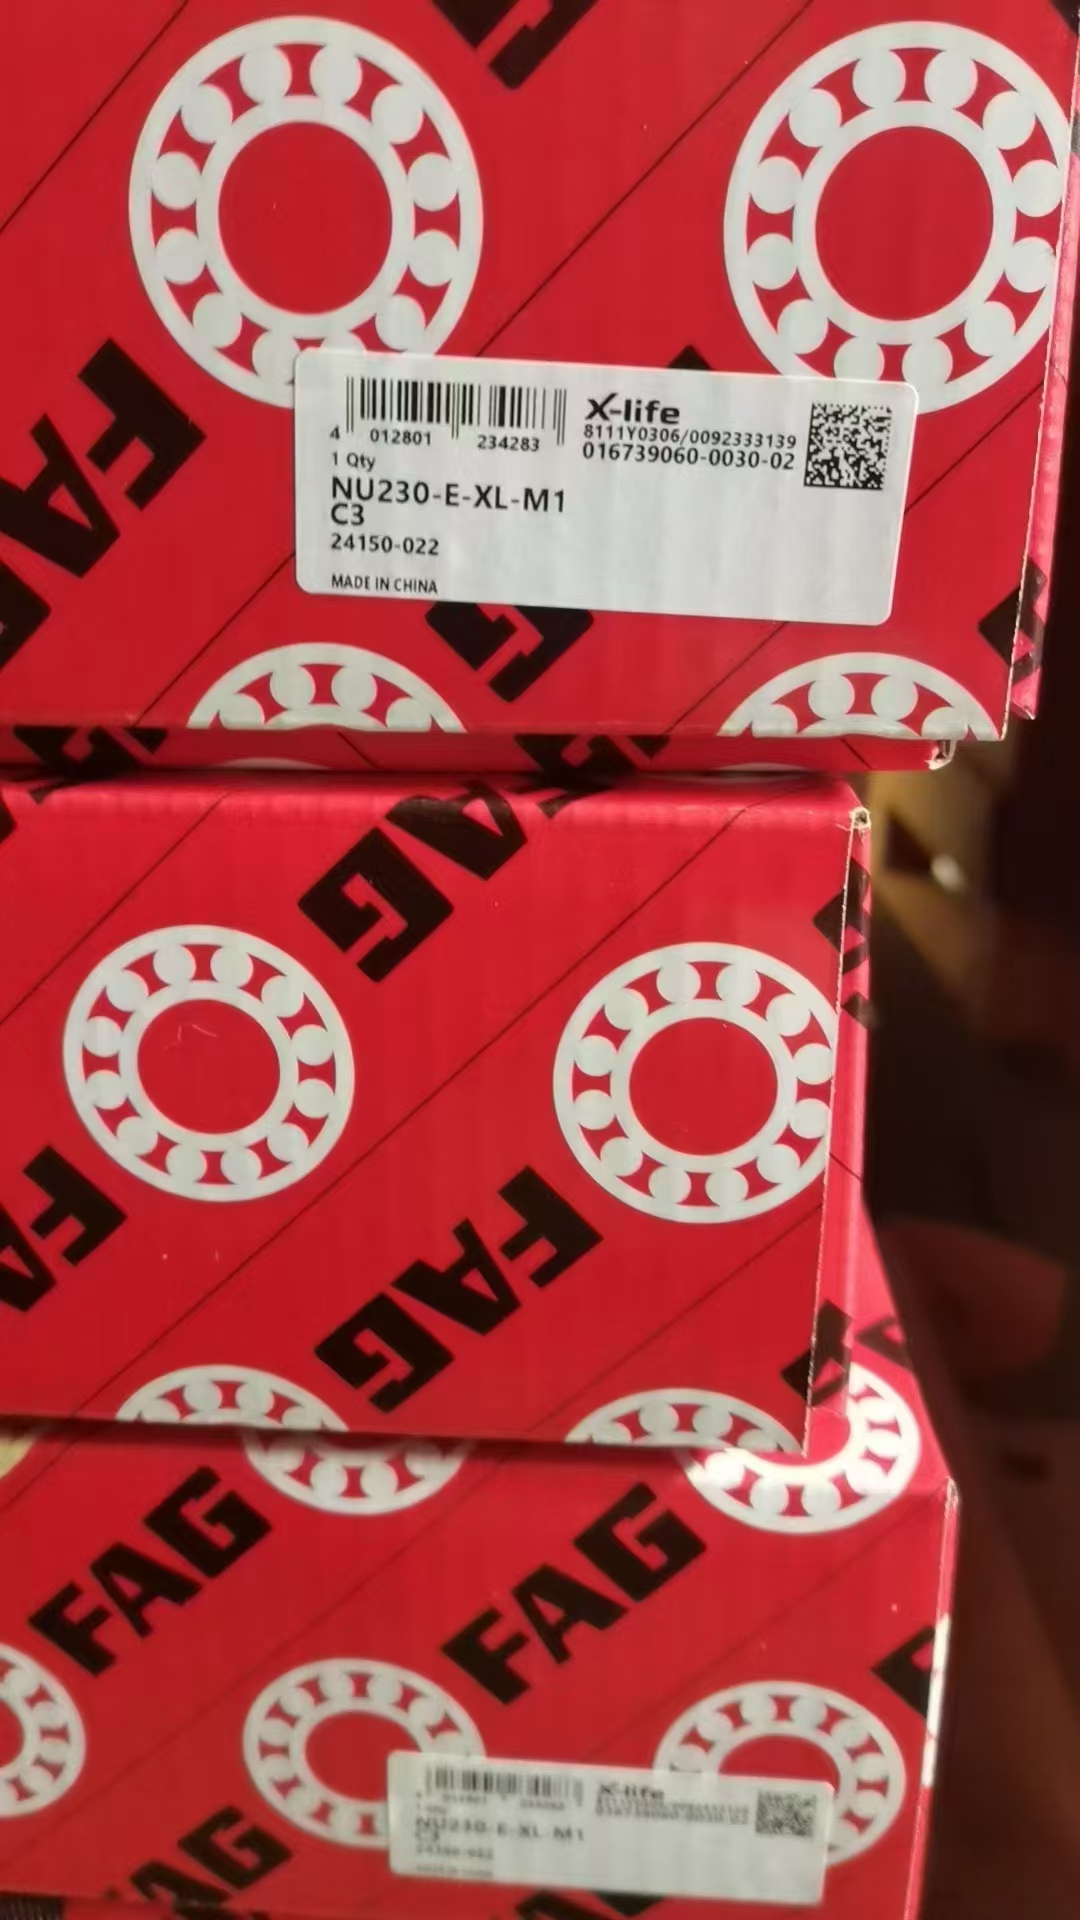 FAG
4 012801 234283
X-life
8111Y0306/0092333139
016739060-0030-02
1 Qty
NU230-E-XL-M1
C3
24150-022
MADE IN CHINA
FAG
FAG
FAG
FAG
FAG
X-life
NU230-E-XL-M1
C3